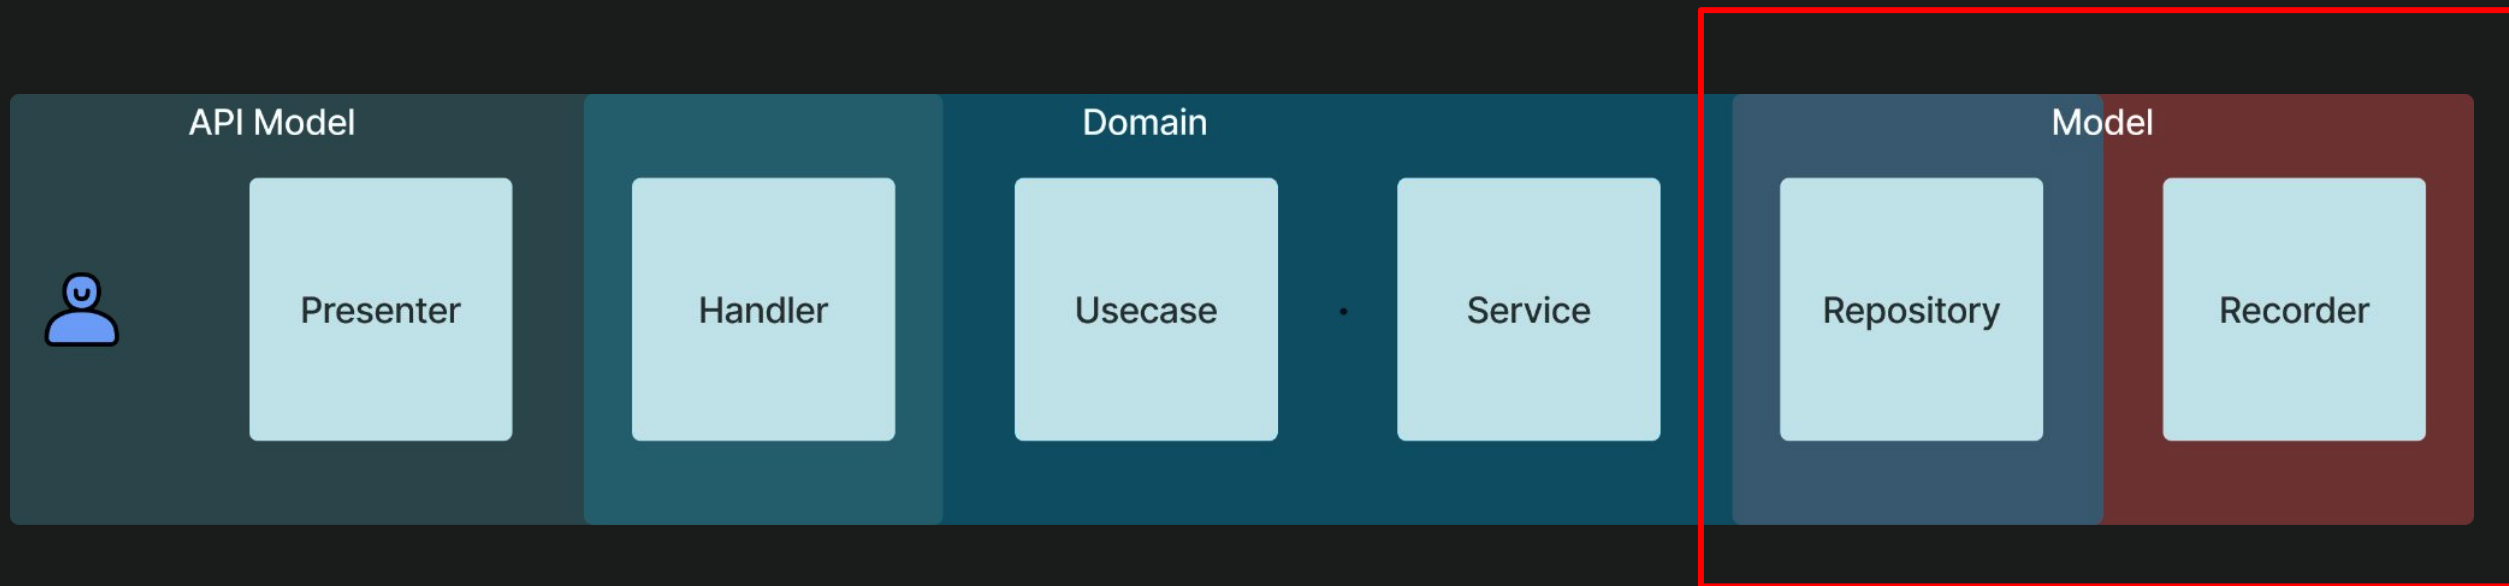 API Model
Domain
Model
Presenter
Handler
Usecase
Service
Repository
Recorder